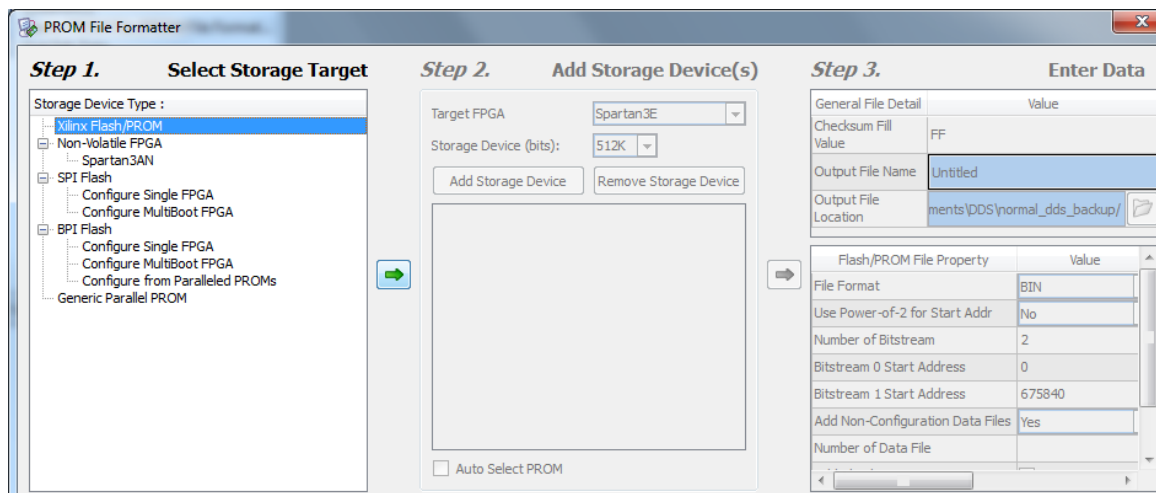 PROM File Formatter
Step 1. Select Storage Target
Storage Device Type :
Xilinx Flash/PROM
Non-Volatile FPGA
Spartan3AN
SPI Flash
Configure Single FPGA
Configure MultiBoot FPGA
BPI Flash
Configure Single FPGA
Configure MultiBoot FPGA
Configure from Paralleled PROMs
Generic Parallel PROM
Step 2. Add Storage Device(s)
Target FPGA Spartan3E
Storage Device (bits): 512K
Add Storage Device Remove Storage Device
Auto Select PROM
Step 3. Enter Data
General File Detail Value
Checksum Fill
Value FF
Output File Name Untitled
Output File
Location ments\DDS\normal_dds_backup/
Flash/PROM File Property Value
File Format BIN
Use Power-of-2 for Start Addr No
Number of Bitstream 2
Bitstream 0 Start Address 0
Bitstream 1 Start Address 675840
Add Non-Configuration Data Files Yes
Number of Data File